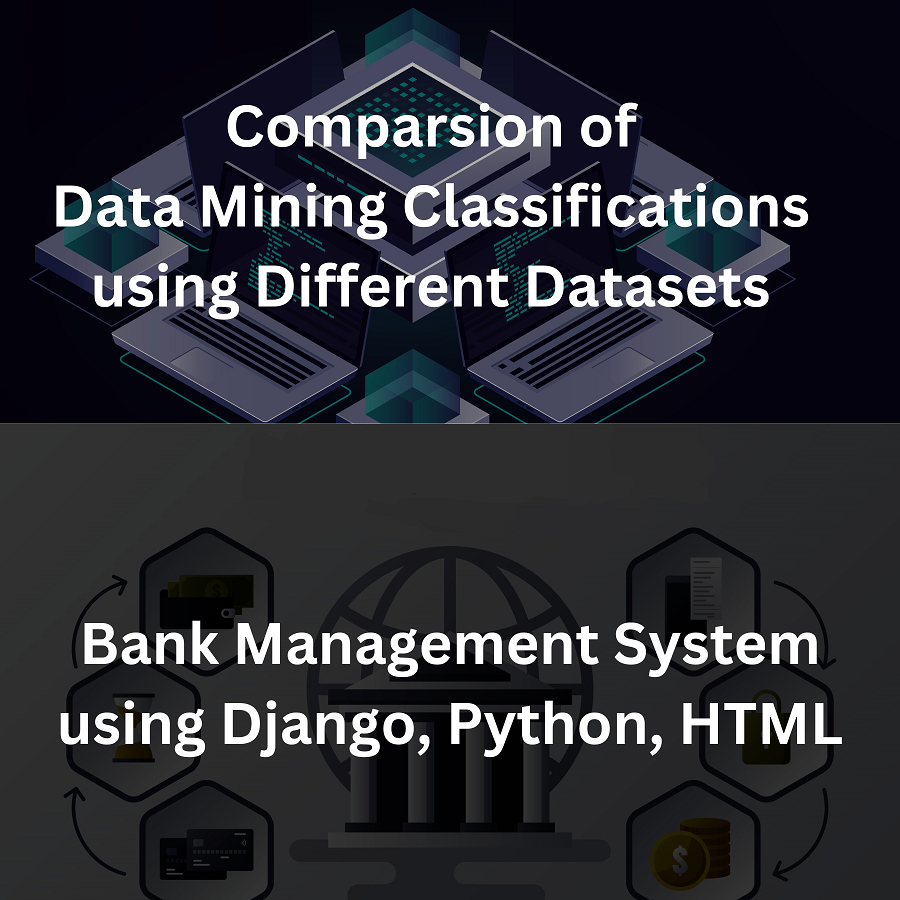 Comparsion of
Data Mining Classifications
using Different Datasets
Bank Management System
using Django, Python, HTML